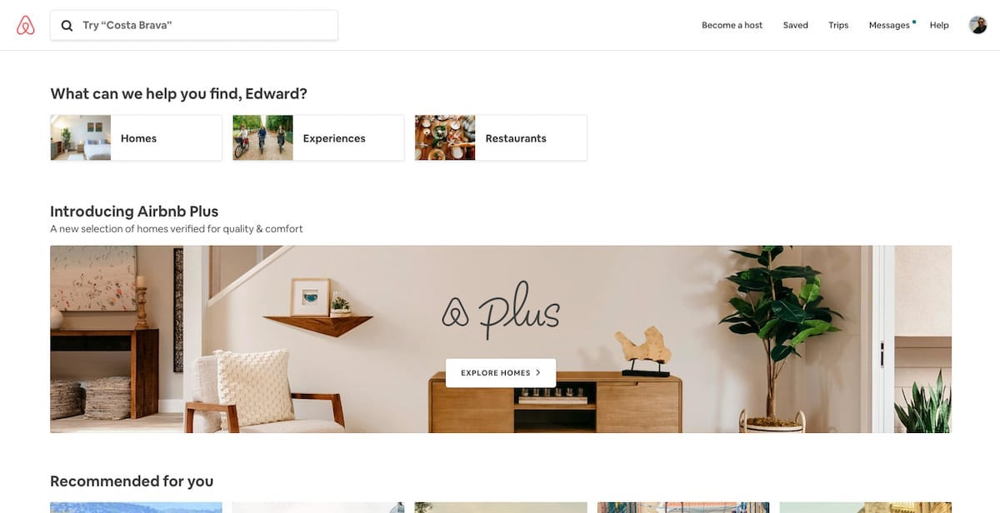 Try “Costa Brava”
Become a host
Saved
Trips
Messages
Help
What can we help you find, Edward?
Homes
Experiences
Restaurants
Introducing Airbnb Plus
A new selection of homes verified for quality & comfort
plus
EXPLORE HOMES
Recommended for you